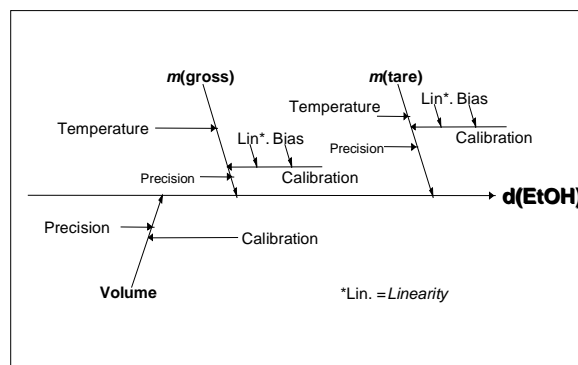 m(gross)
m(tare)
Temperature
Lin*. Bias
Precision
Calibration
Temperature
Lin*. Bias
Precision
Calibration
d(EtOH)
Precision
Calibration
Volume
*Lin. = Linearity